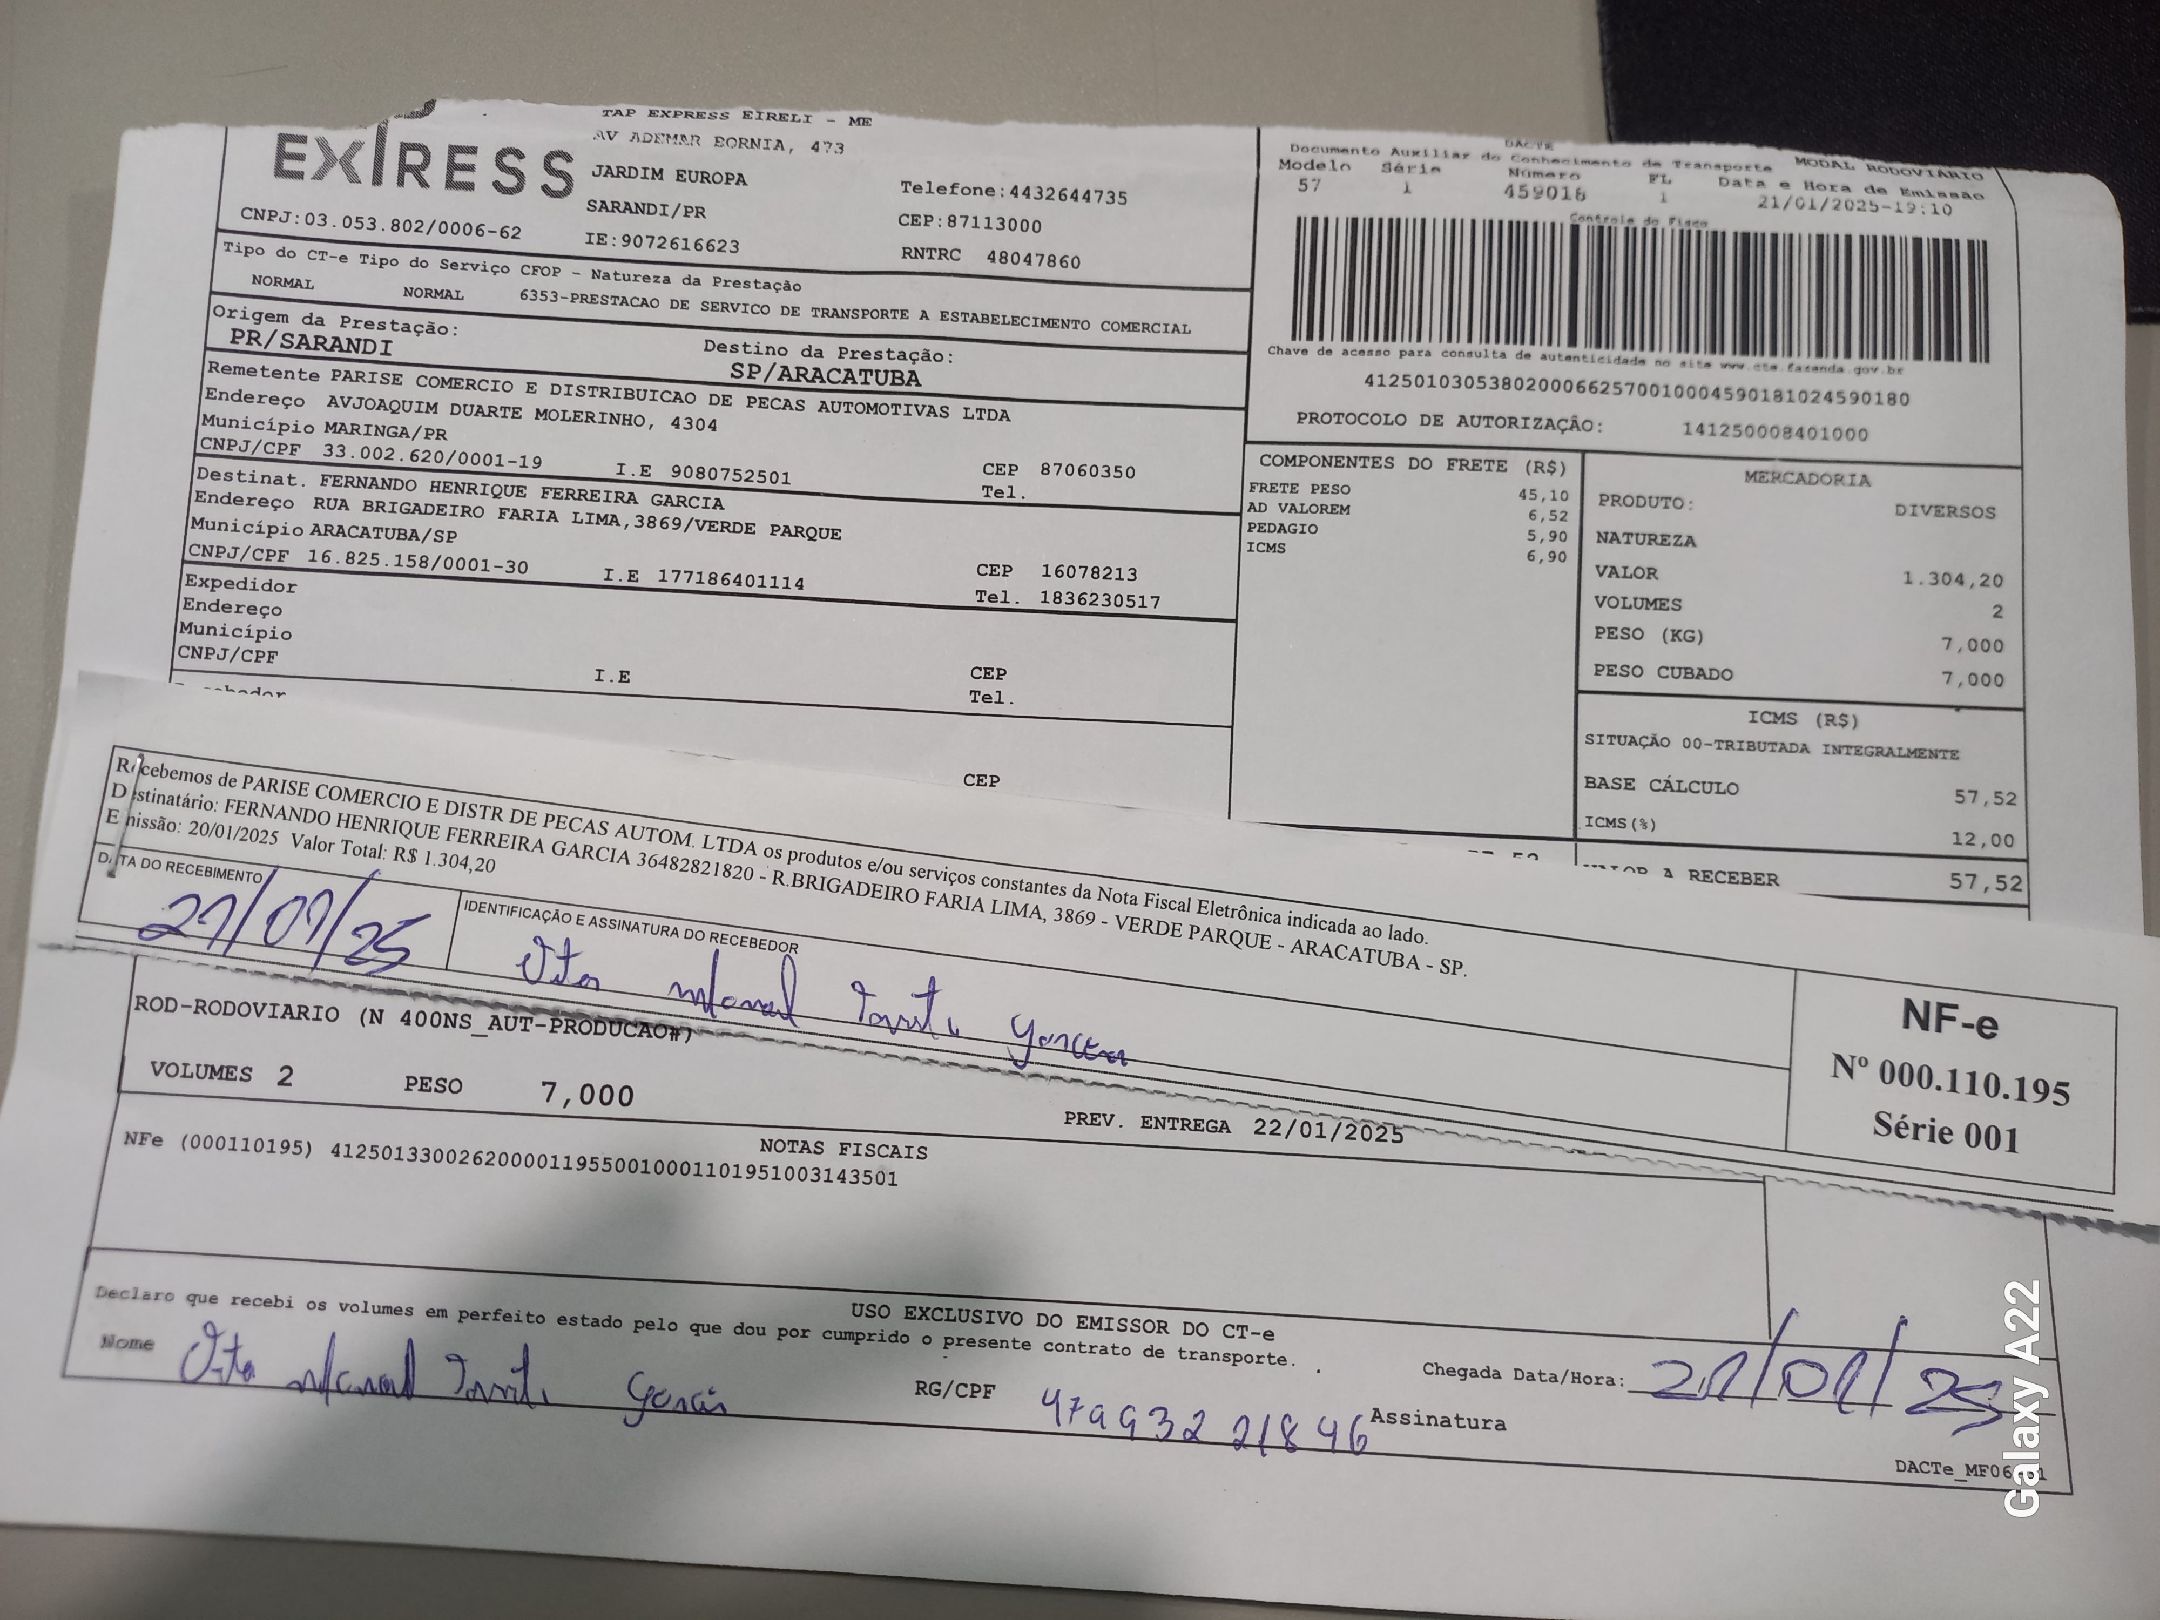 EXPRESS
TAP EXPRESS EIRELI - ME
AV ADEMAR BORNIA, 473
JARDIM EUROPA
Telefone:4432644735
SARANDI/PR
CEP:87113000
CNPJ:03.053.802/0006-62
IE:9072616623
RNTRC 48047860
DACTE
Documento Auxiliar do Conhecimento de Transporte MODAL RODOVIÁRIO
Modelo Série Número FL Data e Hora de Emissão
57 1 459018 1 21/01/2025-19:10
Controle do Fisco
Chave de acesso para consulta de autenticidade no site www.cte.fazenda.gov.br
41250103053802000662570010004590181024590180
PROTOCOLO DE AUTORIZAÇÃO: 141250008401000
Tipo do CT-e Tipo do Serviço CFOP - Natureza da Prestação
NORMAL NORMAL 6353-PRESTACAO DE SERVICO DE TRANSPORTE A ESTABELECIMENTO COMERCIAL
Origem da Prestação:
PR/SARANDI
Destino da Prestação:
SP/ARACATUBA
Remetente PARISE COMERCIO E DISTRIBUICAO DE PECAS AUTOMOTIVAS LTDA
Endereço AVJOAQUIM DUARTE MOLERINHO, 4304
Município MARINGA/PR
CEP 87060350
CNPJ/CPF 33.002.620/0001-19 I.E 9080752501 Tel.
Destinat. FERNANDO HENRIQUE FERREIRA GARCIA
Endereço RUA BRIGADEIRO FARIA LIMA,3869/VERDE PARQUE
Município ARACATUBA/SP
CEP 16078213
CNPJ/CPF 16.825.158/0001-30 I.E 177186401114 Tel. 1836230517
Expedidor
Endereço
Município
CEP
CNPJ/CPF I.E Tel.
CEP
COMPONENTES DO FRETE (R$)
FRETE PESO 45,10
AD VALOREM 6,52
PEDAGIO 5,90
ICMS 6,90
MERCADORIA
PRODUTO: DIVERSOS
NATUREZA
VALOR 1.304,20
VOLUMES 2
PESO (KG) 7,000
PESO CUBADO 7,000
ICMS (R$)
SITUAÇÃO 00-TRIBUTADA INTEGRALMENTE
BASE CÁLCULO 57,52
ICMS(%) 12,00
A RECEBER 57,52
Recebemos de PARISE COMERCIO E DISTR DE PECAS AUTOM. LTDA os produtos e/ou serviços constantes da Nota Fiscal Eletrônica indicada ao lado.
Destinatário: FERNANDO HENRIQUE FERREIRA GARCIA 36482821820 - R.BRIGADEIRO FARIA LIMA, 3869 - VERDE PARQUE - ARACATUBA - SP.
Emissão: 20/01/2025 Valor Total: R$ 1.304,20
DATA DO RECEBIMENTO
21/01/25
IDENTIFICAÇÃO E ASSINATURA DO RECEBEDOR
NF-e
Nº 000.110.195
Série 001
ROD-RODOVIARIO (N 400NS_AUT-PRODUCAO#)
VOLUMES 2 PESO 7,000 PREV. ENTREGA 22/01/2025
NOTAS FISCAIS
NFe (000110195) 41250133002620000119550010001101951003143501
USO EXCLUSIVO DO EMISSOR DO CT-e
Declaro que recebi os volumes em perfeito estado pelo que dou por cumprido o presente contrato de transporte.
Nome
RG/CPF
Assinatura
Chegada Data/Hora: 21/01/25
Galaxy A22